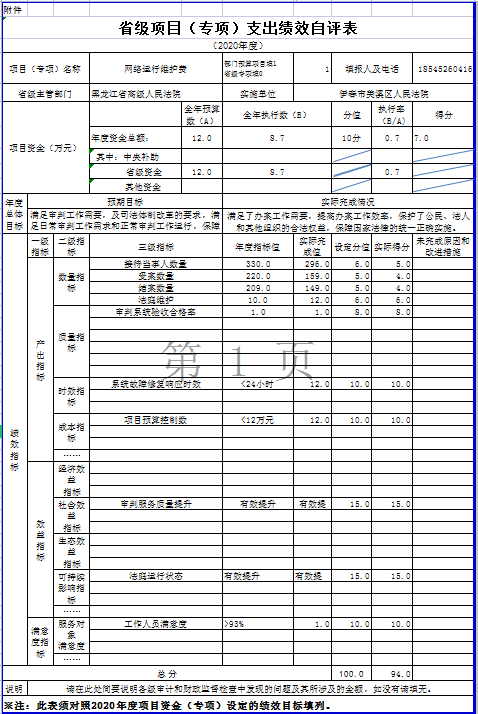 附件
省级项目（专项）支出绩效自评表
（2020年度）
项目（专项）名称 网络运行维护费 部门预算项目填1 省级专项填0 1 填报人及电话 18545260416
省级主管部门 黑龙江省高级人民法院 实施单位 伊春市美溪区人民法院
项目资金（万元） 全年预算数（A） 全年执行数（B） 分值 执行率（B/A） 得分
年度资金总额： 12.0 8.7 10分 0.7 7.0
其中：中央补助
省级资金 12.0 8.7 0.7
其他资金
年度总体目标 预期目标 实际完成情况
满足审判工作需要，及司法体制改革的要求，满足日常审判工作需求和正常审判工作运行，保障
满足了办案工作需要，提高办案工作效率，保护了公民、法人和其他组织的合法权益，保障国家法律的统一正确实施。
绩效指标 一级指标 二级指标 三级指标 年度指标值 实际完成值 设定分值 实际得分 未完成原因和改进措施
产出指标 数量指标 接待当事人数量 330.0 296.0 6.0 5.0
受案数量 220.0 159.0 5.0 4.0
结案数量 209.0 149.0 5.0 4.0
法庭维护 10.0 12.0 6.0 6.0
质量指标 审判系统验收合格率 1.0 1.0 8.0 8.0
第 1 页
时效指标 系统故障修复响应时效 <24小时 12.0 10.0 10.0
成本指标 项目预算控制数 <12万元 12.0 10.0 10.0
……
效益指标 经济效益指标
社会效益指标 审判服务质量提升 有效提升 有效提 15.0 15.0
生态效益指标
可持续影响指标 法庭运行状态 有效提升 有效提 15.0 15.0
……
满意度指标 服务对象满意度 工作人员满意度 >93% 1.0 10.0 10.0
……
总分 100.0 94.0
说明 请在此处简要说明各级审计和财政监督检查中发现的问题及其所涉及的金额，如没有请填无。
※注：此表须对照2020年度项目资金（专项）设定的绩效目标填列。